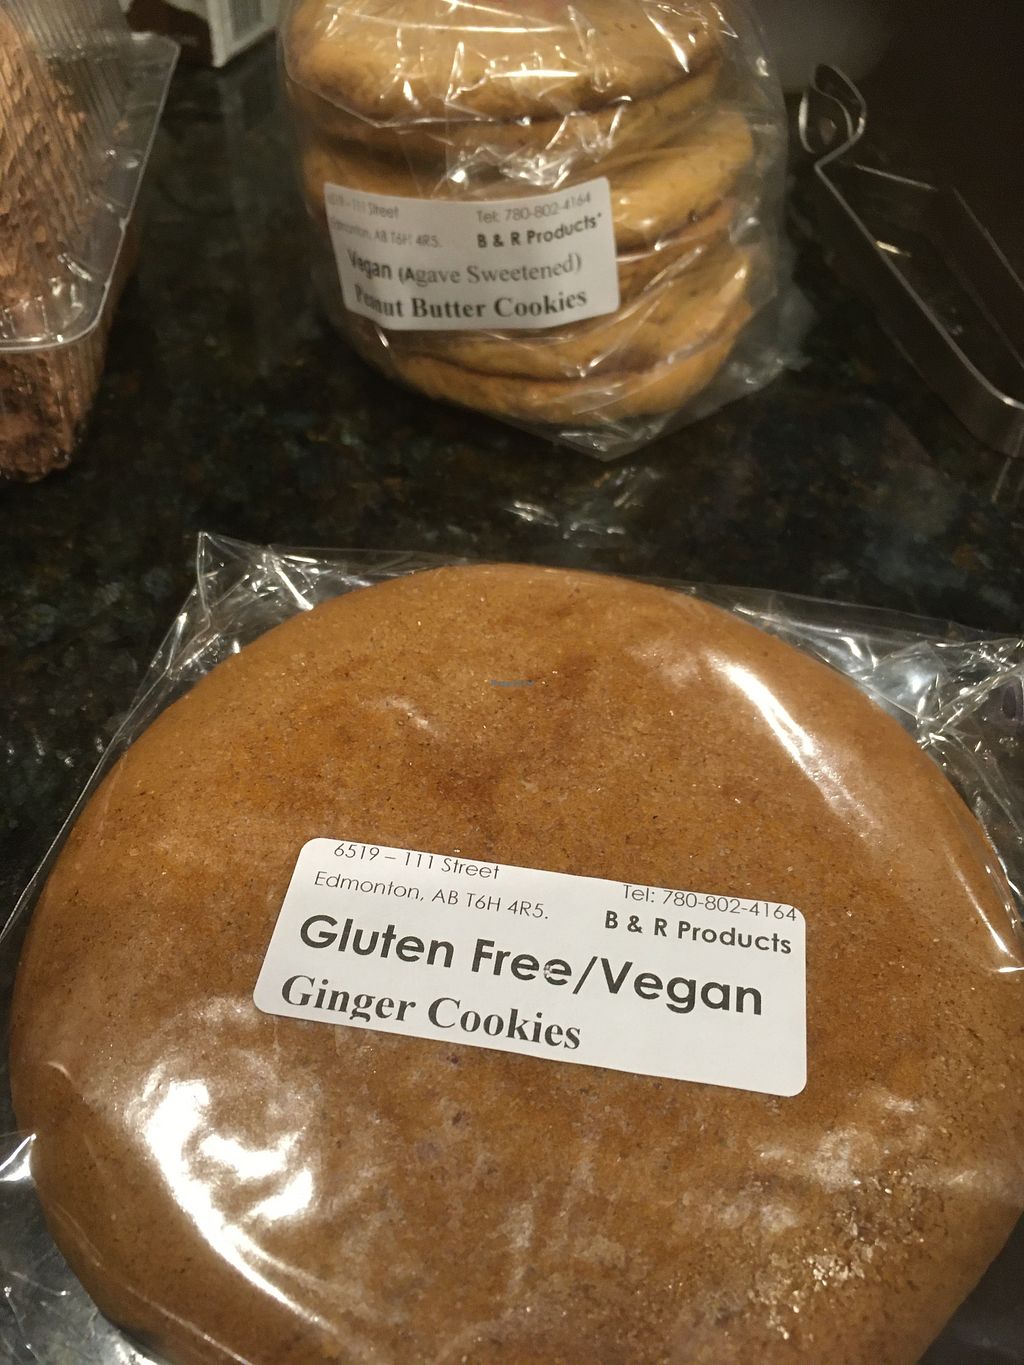 6519 – 111 Street
Tel: 780-802-4164
Edmonton, AB T6H 4R5.
B & R Products
Vegan (Agave Sweetened)
Peanut Butter Cookies
6519 – 111 Street
Edmonton, AB T6H 4R5.
Tel: 780-802-4164
B & R Products
Gluten Free/Vegan
Ginger Cookies